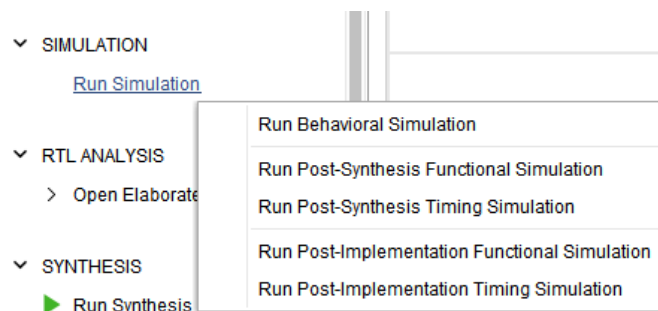 SIMULATION
Run Simulation
Run Behavioral Simulation
RTL ANALYSIS
Run Post-Synthesis Functional Simulation
> Open Elaborate
Run Post-Synthesis Timing Simulation
Run Post-Implementation Functional Simulation
SYNTHESIS
Run Post-Implementation Timing Simulation
Run Synthesis